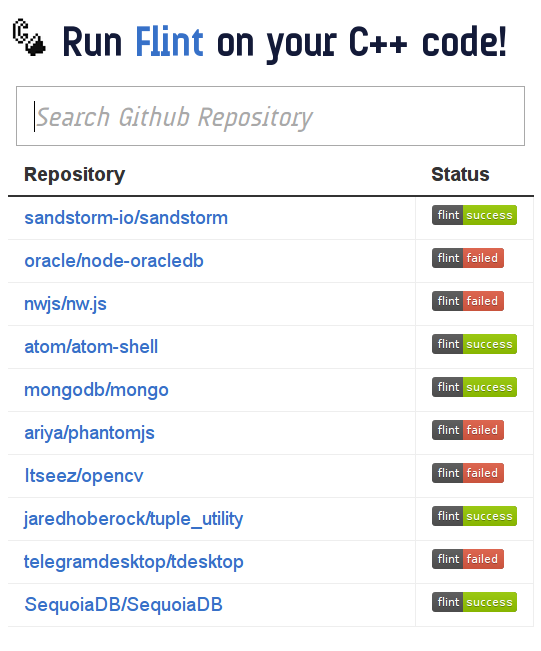 Run Flint on your C++ code!
Search Github Repository
Repository Status
sandstorm-io/sandstorm flint success
oracle/node-oracledb flint failed
nwjs/nw.js flint failed
atom/atom-shell flint success
mongodb/mongo flint success
ariya/phantomjs flint failed
Itseez/opencv flint failed
jaredhoberock/tuple_utility flint success
telegramdesktop/tdesktop flint failed
SequoiaDB/SequoiaDB flint success